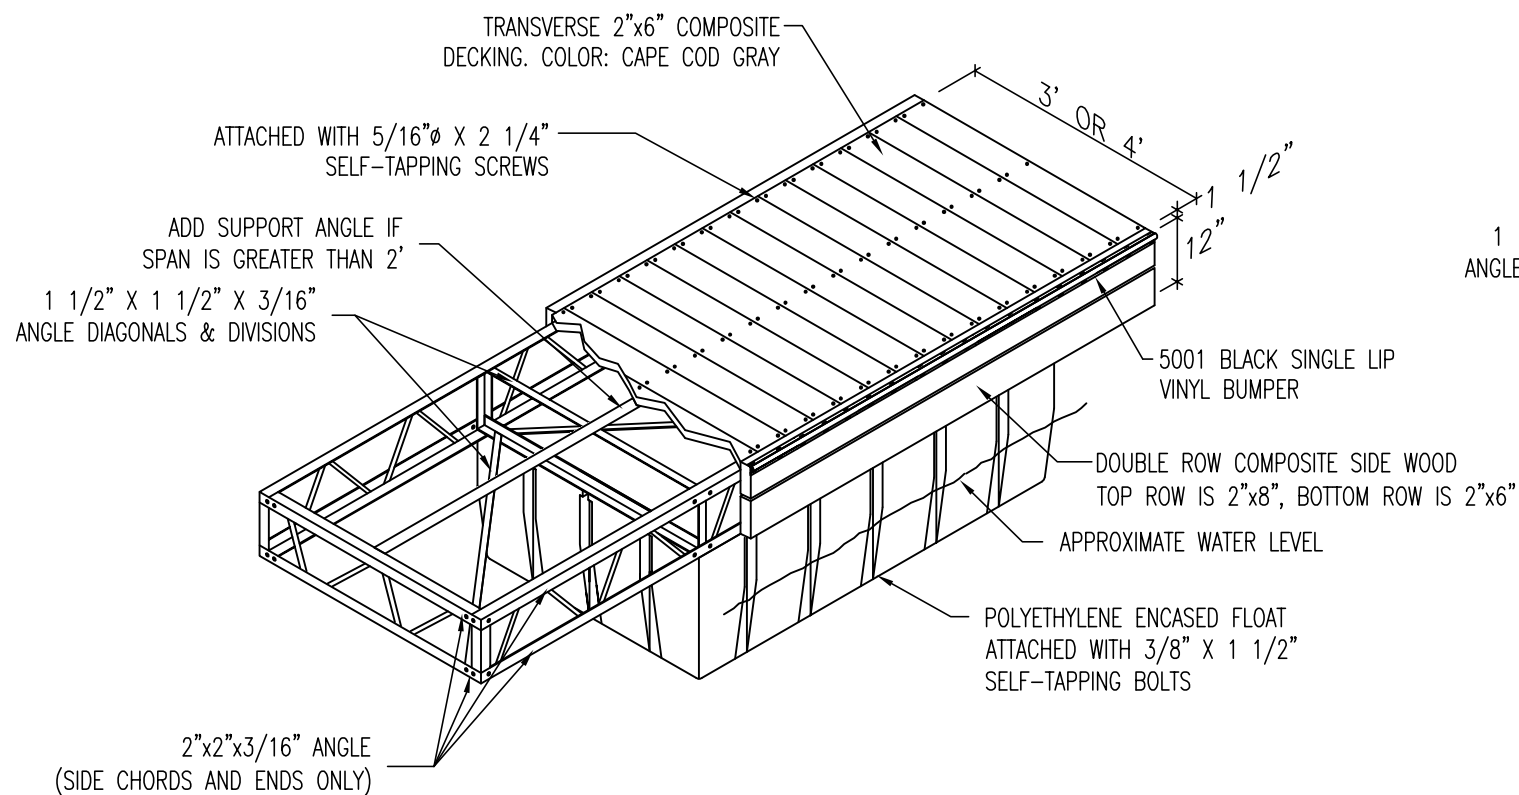 TRANSVERSE 2"x6" COMPOSITE
DECKING. COLOR: CAPE COD GRAY
3' OR 4'
1 1/2"
12"
ATTACHED WITH 5/16"ø X 2 1/4"
SELF-TAPPING SCREWS
ADD SUPPORT ANGLE IF
SPAN IS GREATER THAN 2'
1 1/2" X 1 1/2" X 3/16"
ANGLE DIAGONALS & DIVISIONS
1
ANGLE
5001 BLACK SINGLE LIP
VINYL BUMPER
DOUBLE ROW COMPOSITE SIDE WOOD
TOP ROW IS 2"x8", BOTTOM ROW IS 2"x6"
APPROXIMATE WATER LEVEL
POLYETHYLENE ENCASED FLOAT
ATTACHED WITH 3/8" X 1 1/2"
SELF-TAPPING BOLTS
2"x2"x3/16" ANGLE
(SIDE CHORDS AND ENDS ONLY)